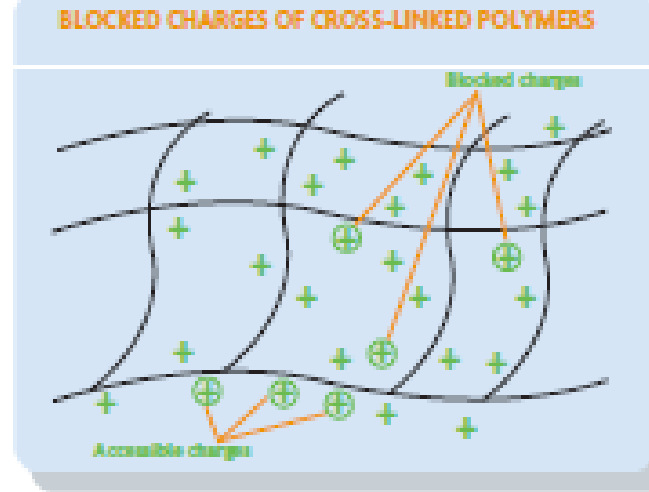 BLOCKED CHARGES OF CROSS-LINKED POLYMERS
Blocked charges
Accessible charges